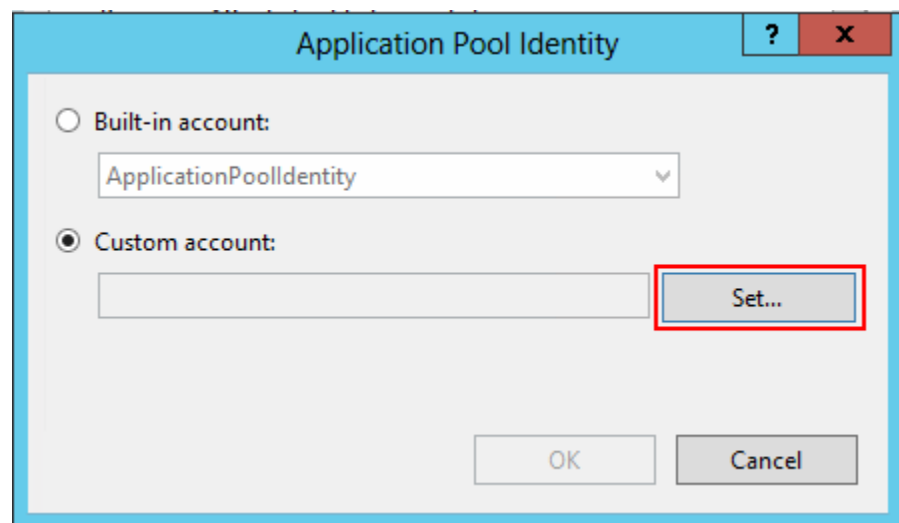 Application Pool Identity
?
x
Built-in account:
ApplicationPoolIdentity
Custom account:
Set...
OK
Cancel